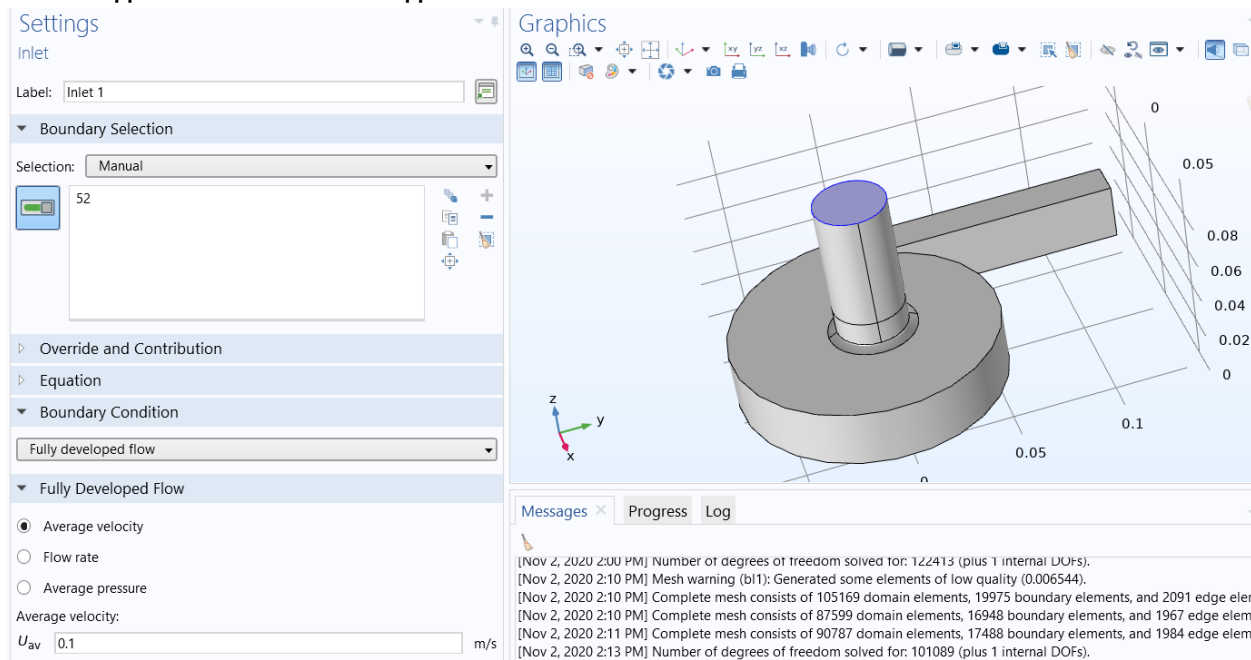 Settings
Inlet
Label: Inlet 1
Boundary Selection
Selection: Manual
52
Override and Contribution
Equation
Boundary Condition
Fully developed flow
Fully Developed Flow
Average velocity
Flow rate
Average pressure
Average velocity:
Uav 0.1 m/s
Graphics
xy yz xz
0
0.05
0.08
0.06
0.04
0.02
0
0.1
0.05
0
z
y
x
Messages Progress Log
[Nov 2, 2020 2:00 PM] Number of degrees of freedom solved for: 122413 (plus 1 internal DOFs).
[Nov 2, 2020 2:10 PM] Mesh warning (bl1): Generated some elements of low quality (0.006544).
[Nov 2, 2020 2:10 PM] Complete mesh consists of 105169 domain elements, 19975 boundary elements, and 2091 edge eler
[Nov 2, 2020 2:10 PM] Complete mesh consists of 87599 domain elements, 16948 boundary elements, and 1967 edge elem
[Nov 2, 2020 2:11 PM] Complete mesh consists of 90787 domain elements, 17488 boundary elements, and 1984 edge elem
[Nov 2, 2020 2:13 PM] Number of degrees of freedom solved for: 101089 (plus 1 internal DOFs).